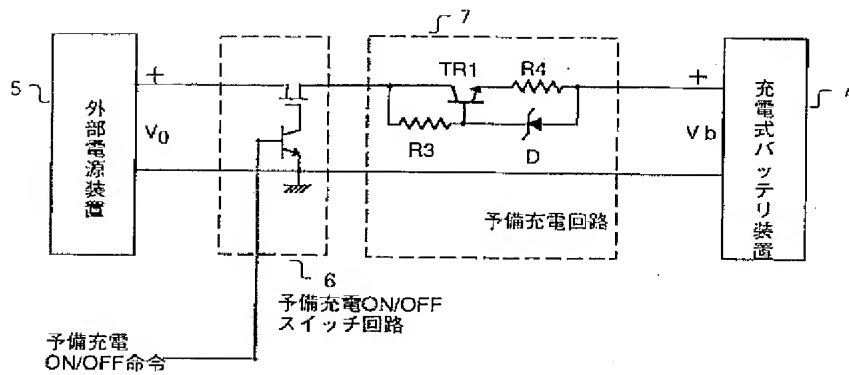 7
TR1
R4
+
+
5
外部電源装置
V0
R3
D
Vb
充電式バッテリ装置
予備充電回路
6
予備充電ON/OFF
スイッチ回路
予備充電
ON/OFF命令